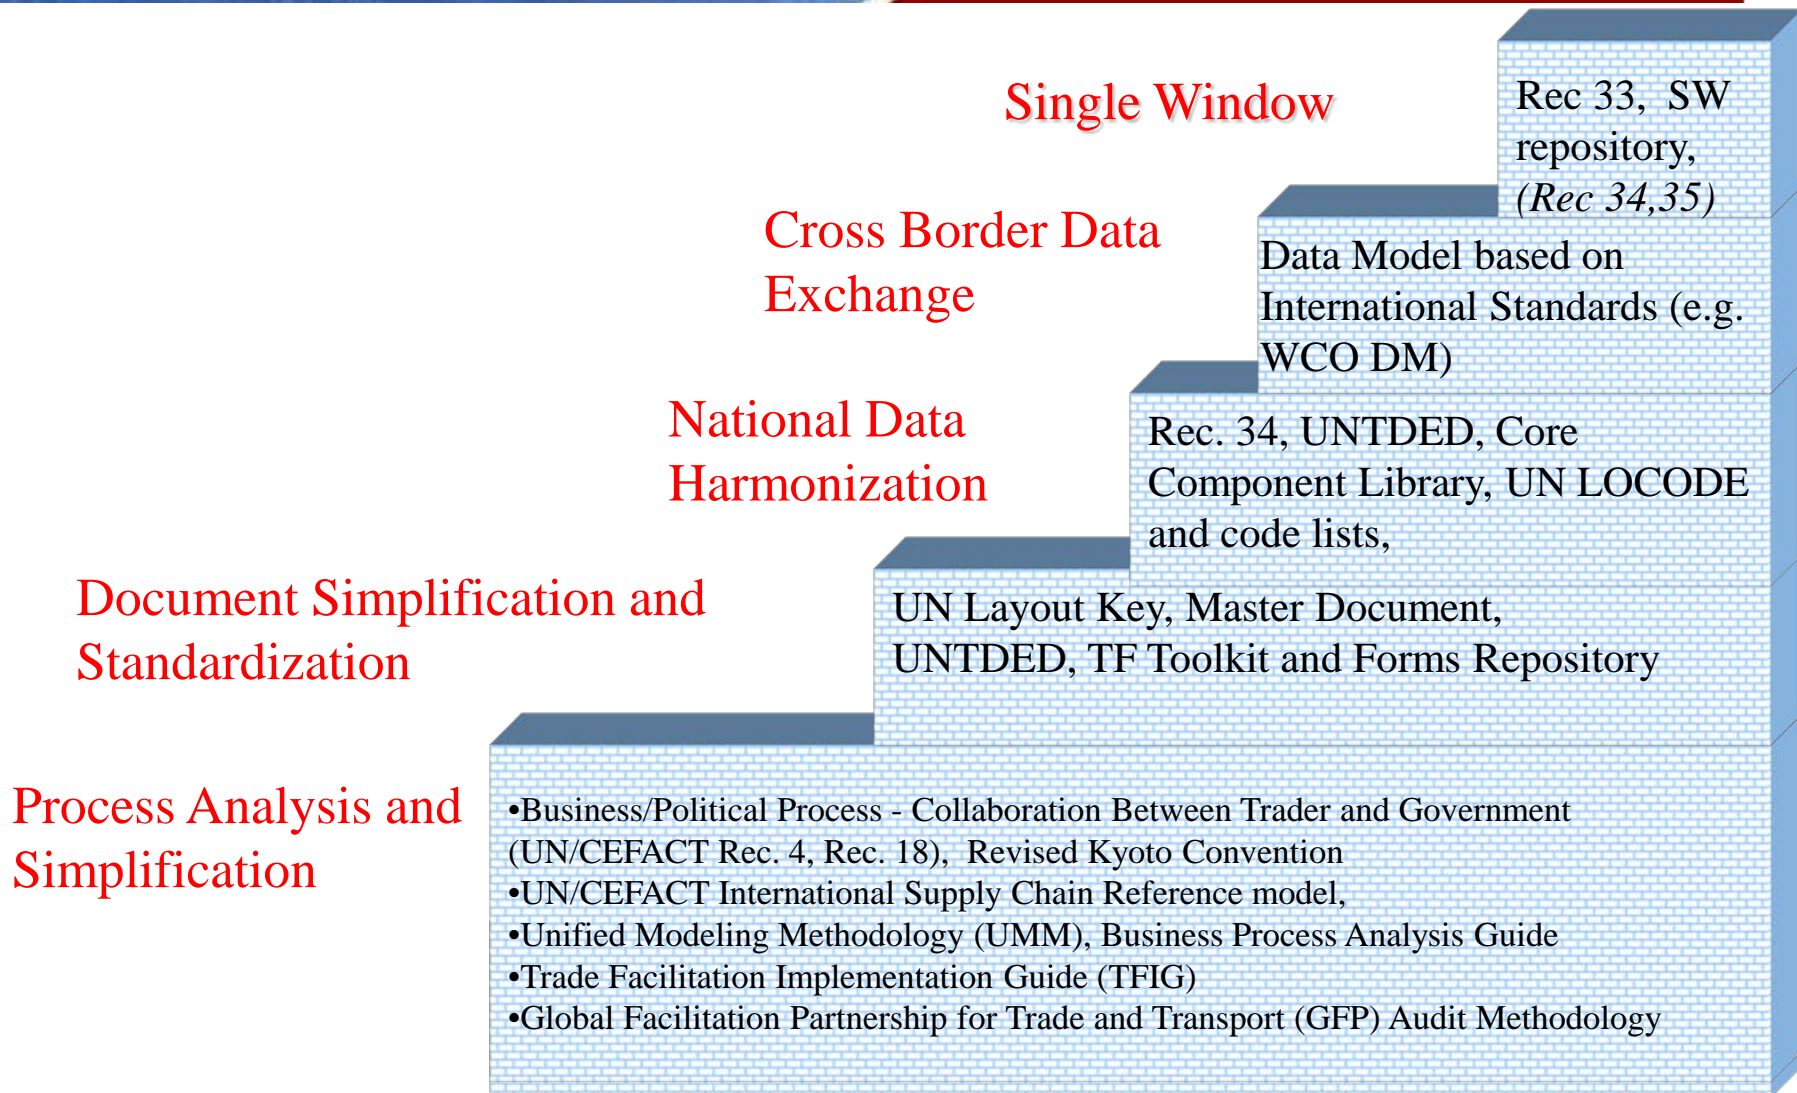 Single Window
Rec 33,  SW
repository,
(Rec 34,35)
Cross Border Data
Exchange
Data Model based on
International Standards (e.g.
WCO DM)
National Data
Harmonization
Rec. 34, UNTDED, Core
Component Library, UN LOCODE
and code lists,
Document Simplification and
Standardization
UN Layout Key, Master Document,
UNTDED, TF Toolkit and Forms Repository
Process Analysis and
Simplification
•Business/Political Process - Collaboration Between Trader and Government
(UN/CEFACT Rec. 4, Rec. 18),  Revised Kyoto Convention
•UN/CEFACT International Supply Chain Reference model,
•Unified Modeling Methodology (UMM), Business Process Analysis Guide
•Trade Facilitation Implementation Guide (TFIG)
•Global Facilitation Partnership for Trade and Transport (GFP) Audit Methodology